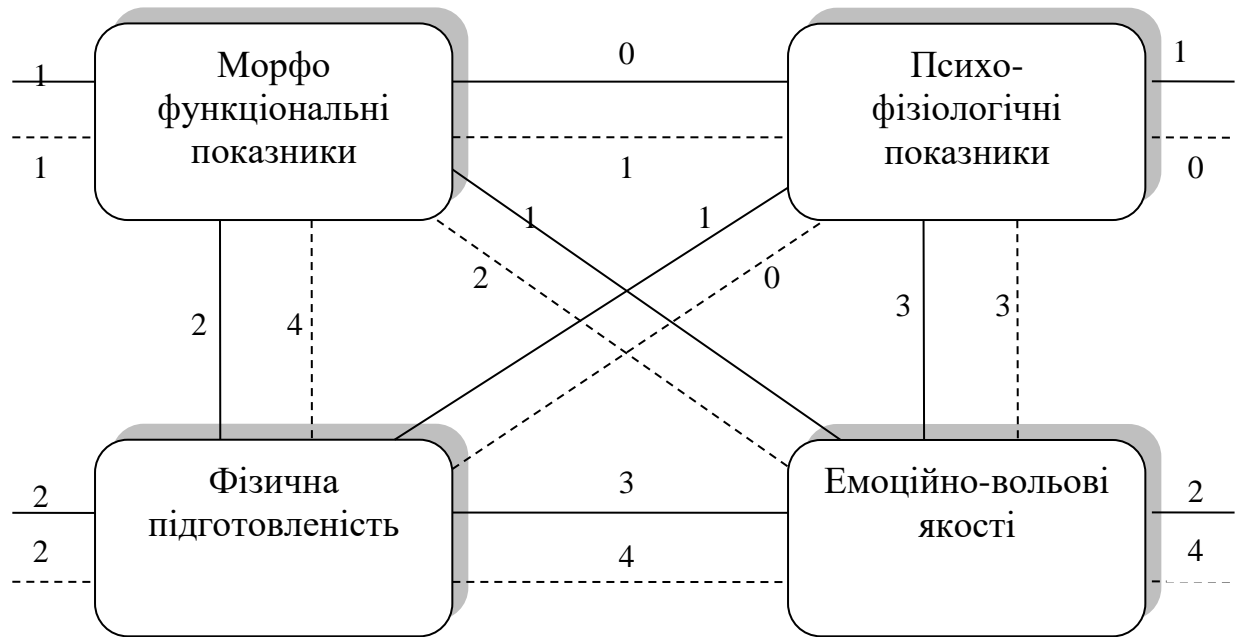 Морфо
функціональні
показники
Психо-
фізіологічні
показники
1
0
1
1
1
0
1
1
2
0
2
4
3
3
Фізична
підготовленість
Емоційно-вольові
якості
2
3
2
2
4
4